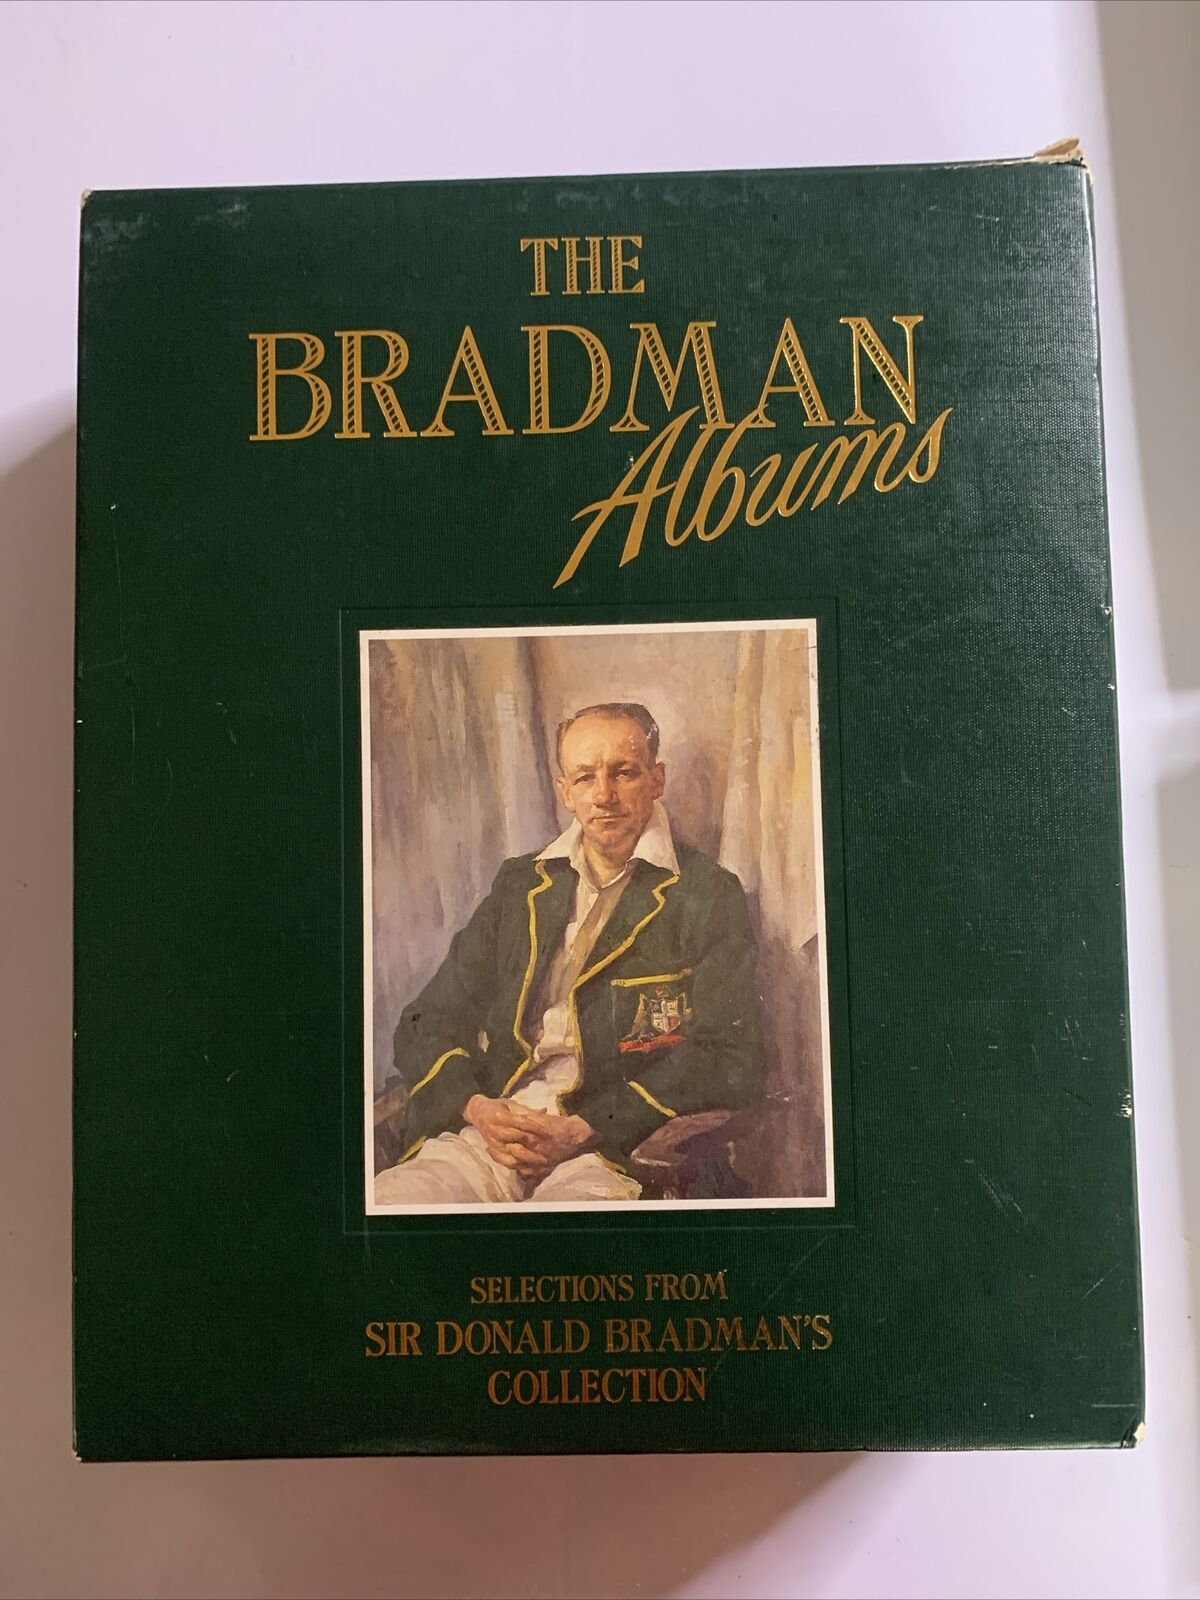 THE
BRADMAN
Albums
SELECTIONS FROM
SIR DONALD BRADMAN'S
COLLECTION